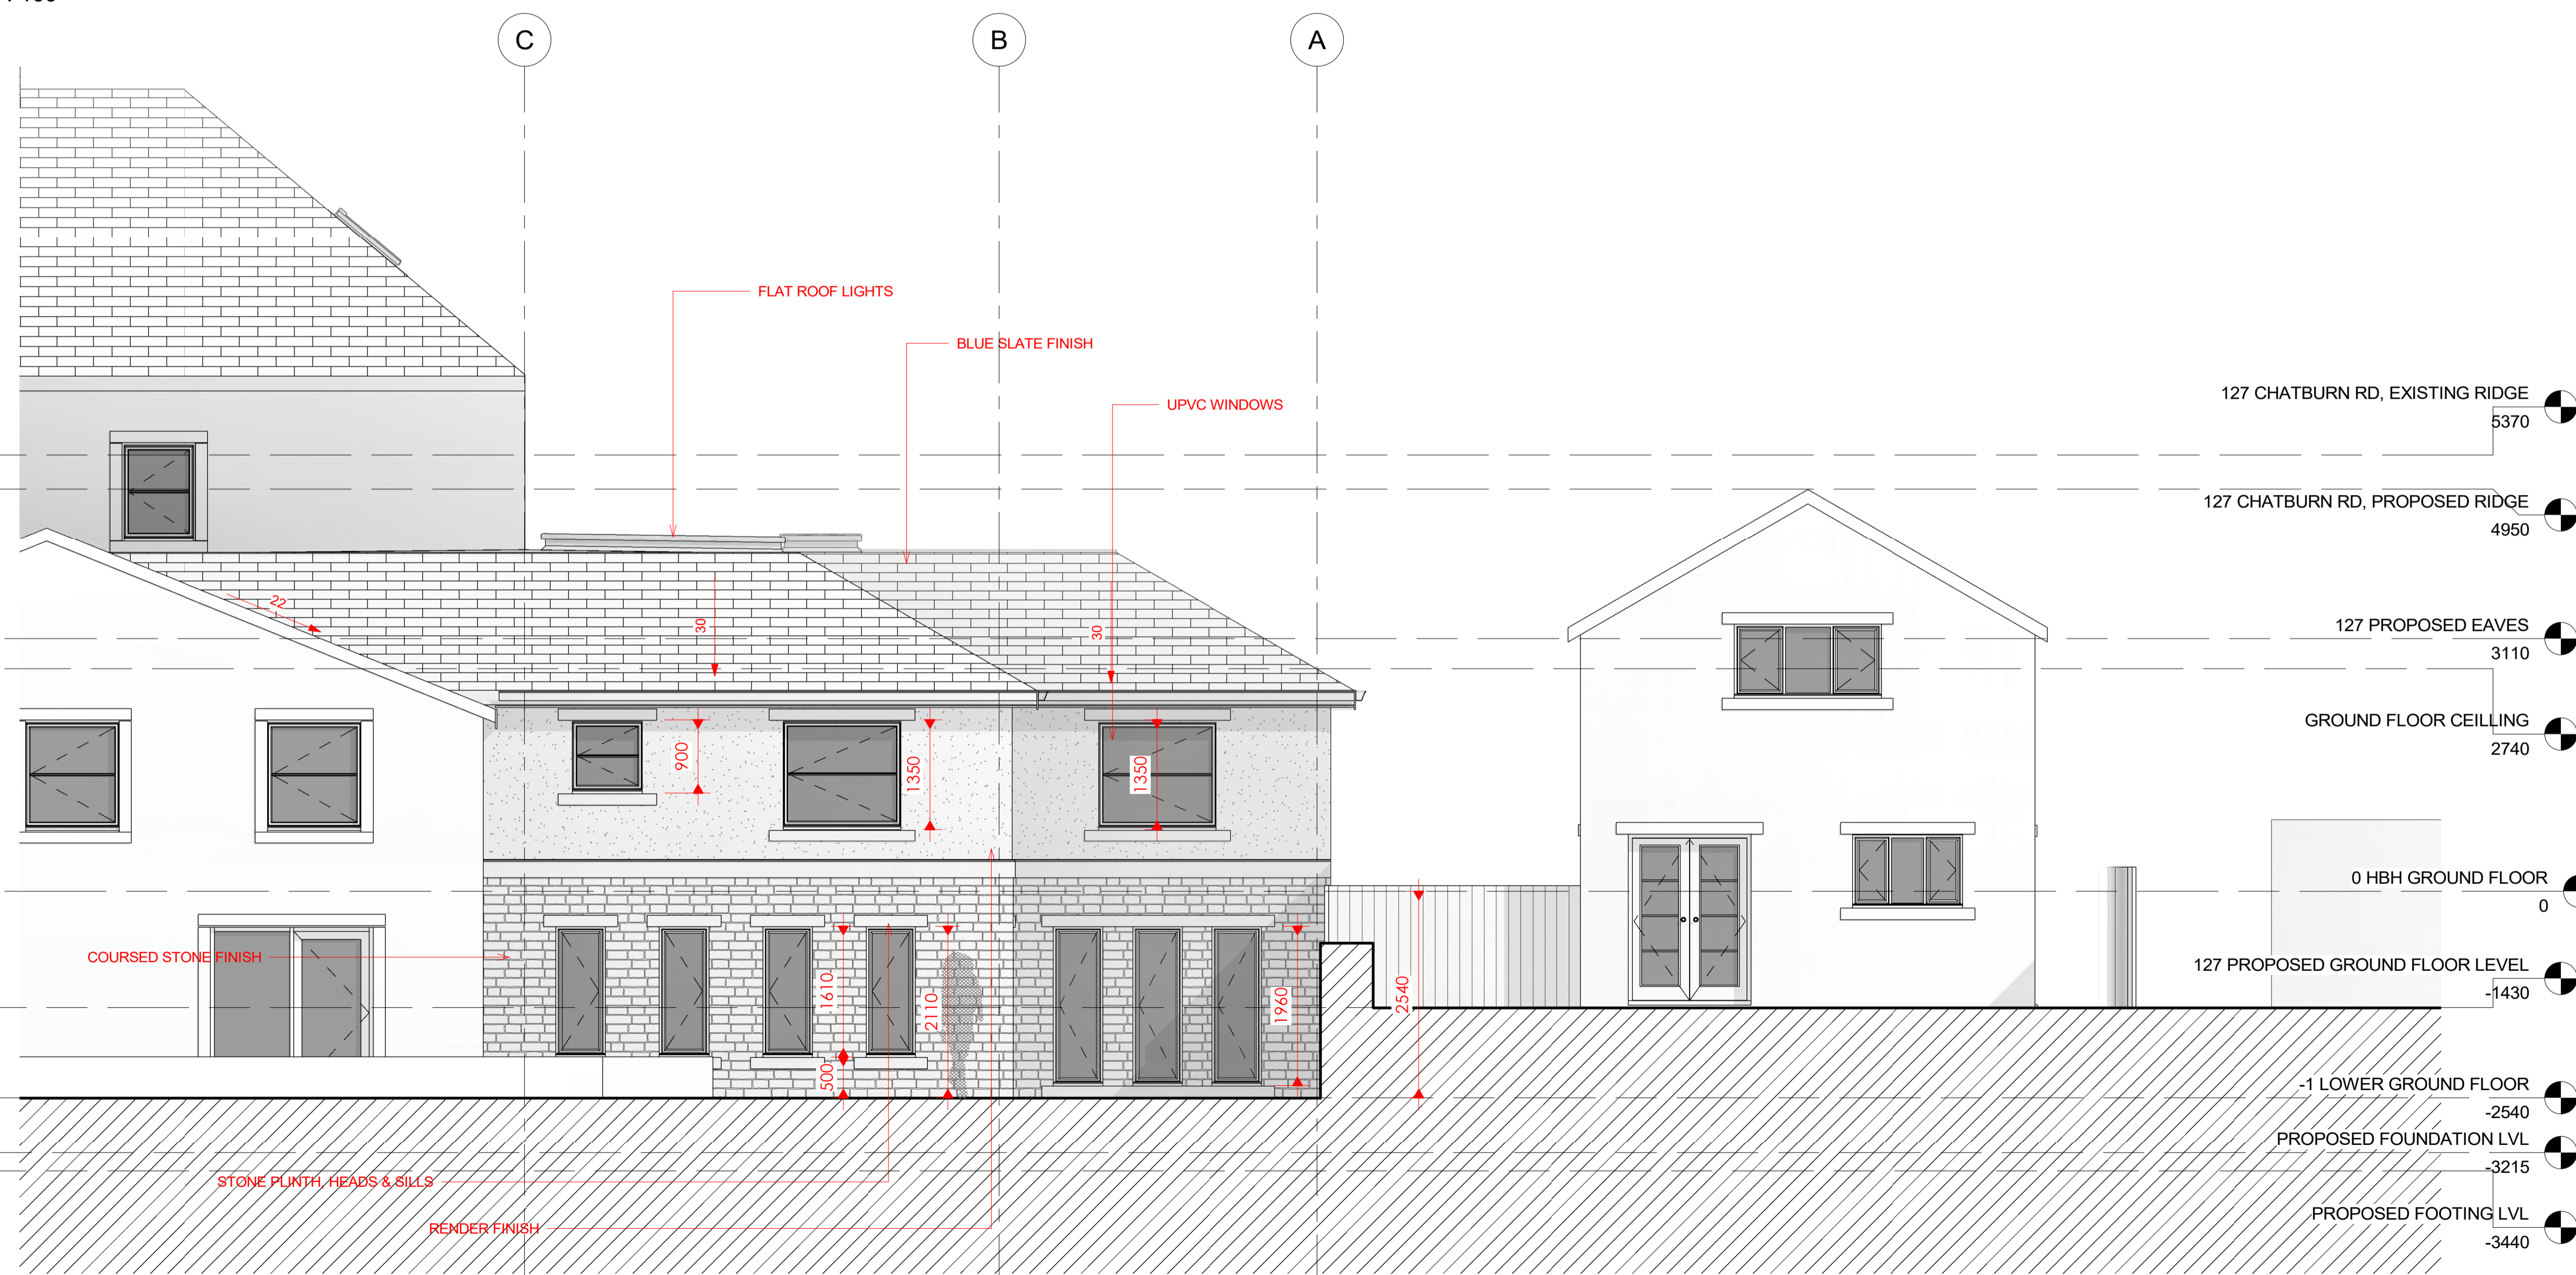 C
B
A
FLAT ROOF LIGHTS
BLUE SLATE FINISH
UPVC WINDOWS
127 CHATBURN RD, EXISTING RIDGE
5370
127 CHATBURN RD, PROPOSED RIDGE
4950
22
30
30
127 PROPOSED EAVES
3110
GROUND FLOOR CEILLING
2740
900
1350
1350
0 HBH GROUND FLOOR
0
COURSED STONE FINISH
127 PROPOSED GROUND FLOOR LEVEL
-1430
1610
2110
1960
2540
500
-1 LOWER GROUND FLOOR
-2540
PROPOSED FOUNDATION LVL
-3215
STONE PLINTH, HEADS & SILLS
PROPOSED FOOTING LVL
-3440
RENDER FINISH